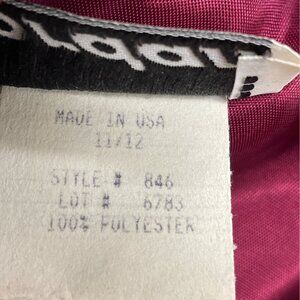 MADE IN USA
11/12
STYLE # 846
LOT # 6783
100% POLYESTER